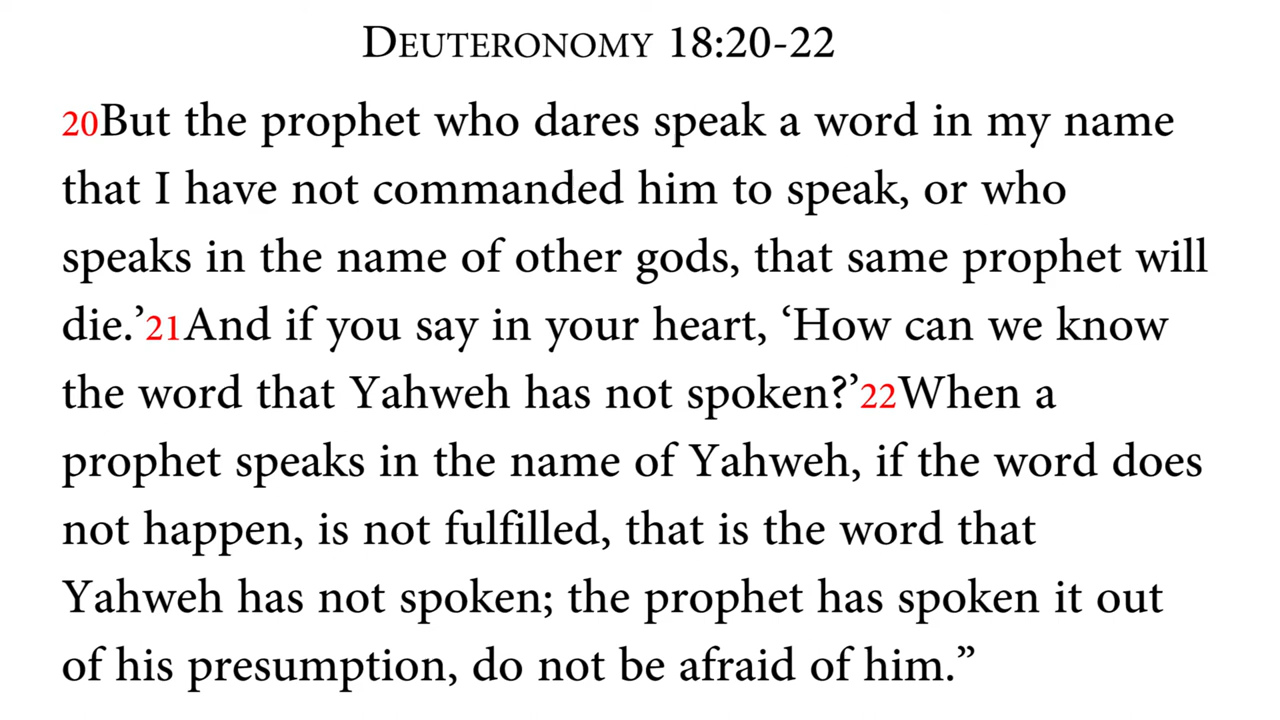 DEUTERONOMY 18:20-22
20But the prophet who dares speak a word in my name
that I have not commanded him to speak, or who
speaks in the name of other gods, that same prophet will
die.’21And if you say in your heart, ‘How can we know
the word that Yahweh has not spoken?’22When a
prophet speaks in the name of Yahweh, if the word does
not happen, is not fulfilled, that is the word that
Yahweh has not spoken; the prophet has spoken it out
of his presumption, do not be afraid of him.”